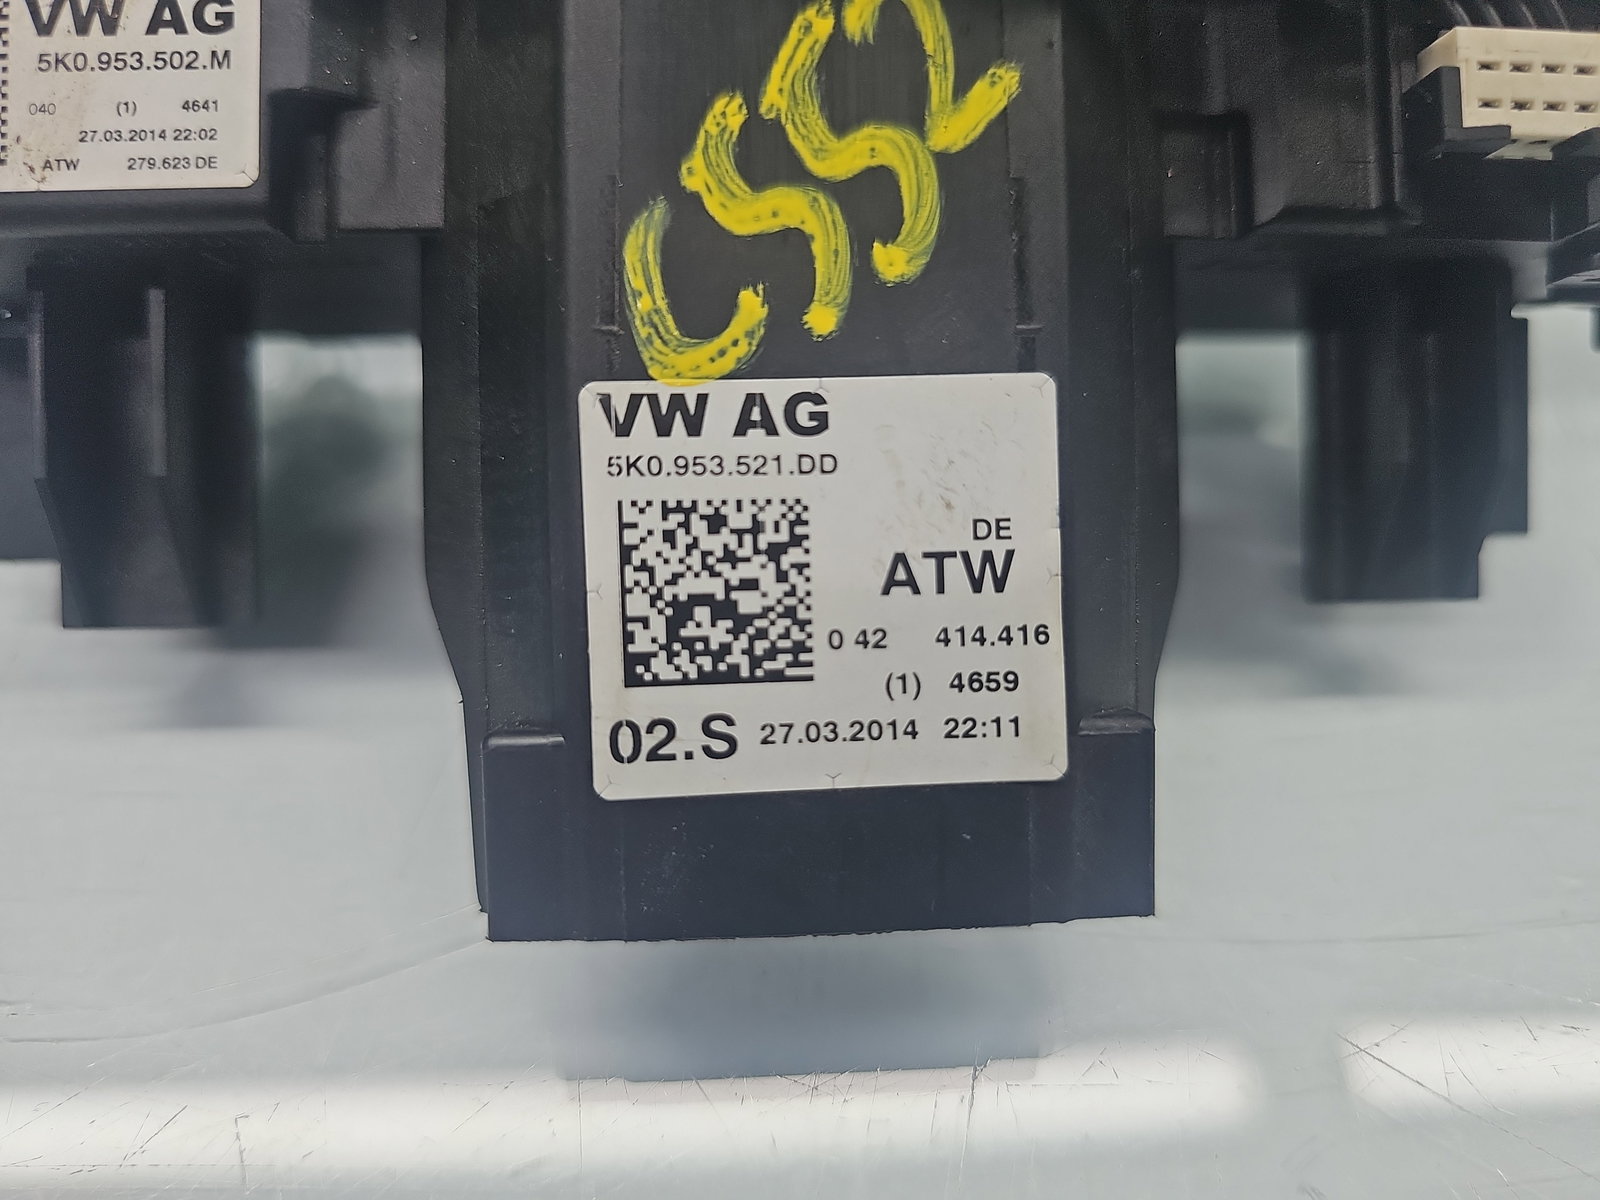 VW AG
5K0.953.502.M
040 (1) 4641
27.03.2014 22:02
ATW 279.623 DE
VW AG
5K0.953.521.DD
DE
ATW
0 42 414.416
(1) 4659
02.S 27.03.2014 22:11